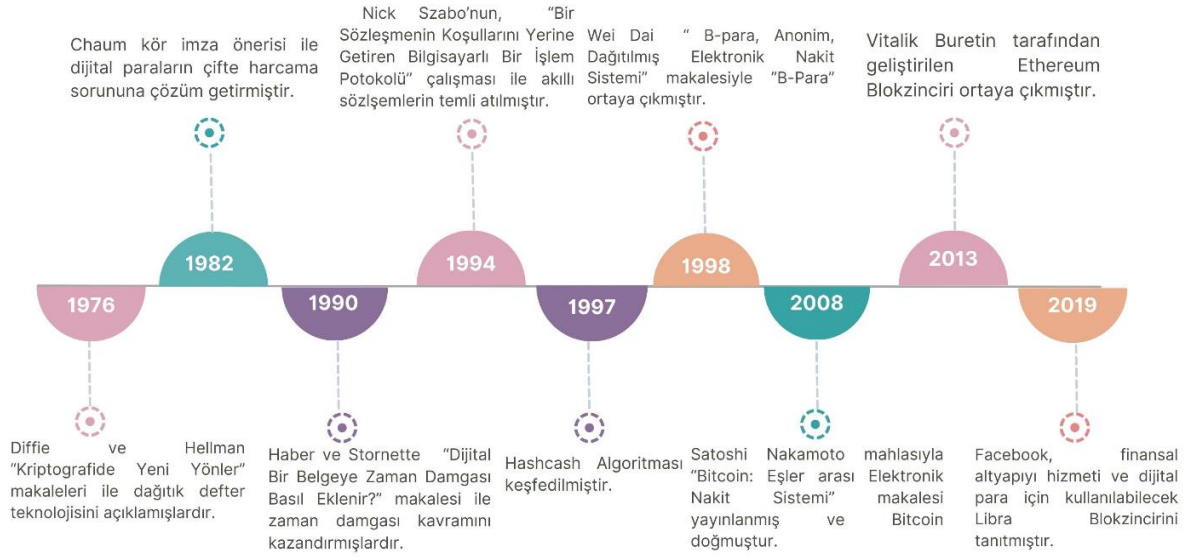 Chaum kör imza önerisi ile
dijital paraların çifte harcama
sorununa çözüm getirmiştir.
Nick Szabo’nun, “Bir
Sözleşmenin Koşullarını Yerine
Getiren Bilgisayarlı Bir İşlem
Potokolü” çalışması ile akıllı
sözlşemlerin temli atılmıştır.
Wei Dai “ B-para, Anonim,
Dağıtılmış Elektronik Nakit
Sistemi” makalesiyle ”B-Para”
ortaya çıkmıştır.
Vitalik Buretin tarafından
geliştirilen Ethereum
Blokzinciri ortaya çıkmıştır.
1976
1982
1990
1994
1997
1998
2008
2013
2019
Diffie ve Hellman
“Kriptografide Yeni Yönler”
makaleleri ile dağıtık defter
teknolojisini açıklamışlardır.
Haber ve Stornette “Dijital
Bir Belgeye Zaman Damgası
Basıl Eklenir?” makalesi ile
zaman damgası kavramını
kazandırmışlardır.
Hashcash Algoritması
keşfedilmiştir.
Satoshi Nakamoto mahlasıyla
“Bitcoin: Eşler arası Elektronik
Nakit Sistemi” makalesi
yayınlanmış ve Bitcoin
doğmuştur.
Facebook, finansal
altyapıyı hizmeti ve dijital
para için kullanılabilecek
Libra Blokzincirini
tanıtmıştır.